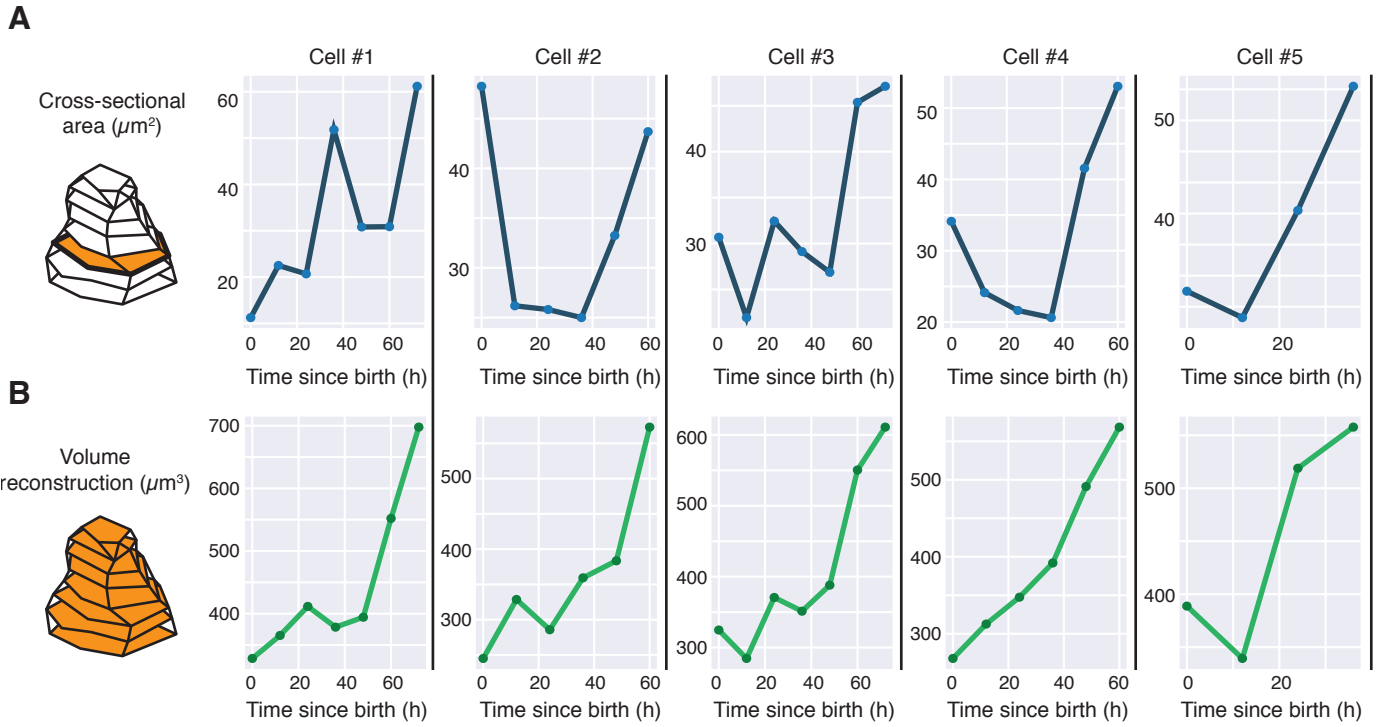 A
Cell #1 Cell #2 Cell #3 Cell #4 Cell #5
Cross-sectional
area (µm²)
60
40
20
0 20 40 60
Time since birth (h)
40
30
0 20 40 60
Time since birth (h)
40
30
0 20 40 60
Time since birth (h)
50
40
30
20
0 20 40 60
Time since birth (h)
50
40
0 20
Time since birth (h)
B
Volume
reconstruction (µm³)
700
600
500
400
0 20 40 60
Time since birth (h)
500
400
300
0 20 40 60
Time since birth (h)
600
500
400
300
0 20 40 60
Time since birth (h)
500
400
300
0 20 40 60
Time since birth (h)
500
400
0 20
Time since birth (h)